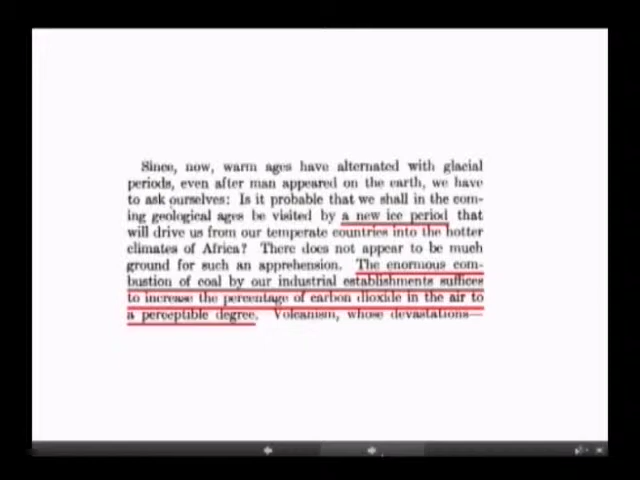 Since, now, warm ages have alternated with glacial
periods, even after man appeared on the earth, we have
to ask ourselves: Is it probable that we shall in the com-
ing geological ages be visited by a new ice period that
will drive us from our temperate countries into the hotter
climates of Africa? There does not appear to be much
ground for such an apprehension. The enormous com-
bustion of coal by our industrial establishments suffices
to increase the percentage of carbon dioxide in the air to
a perceptible degree. Volcanism, whose devastations—